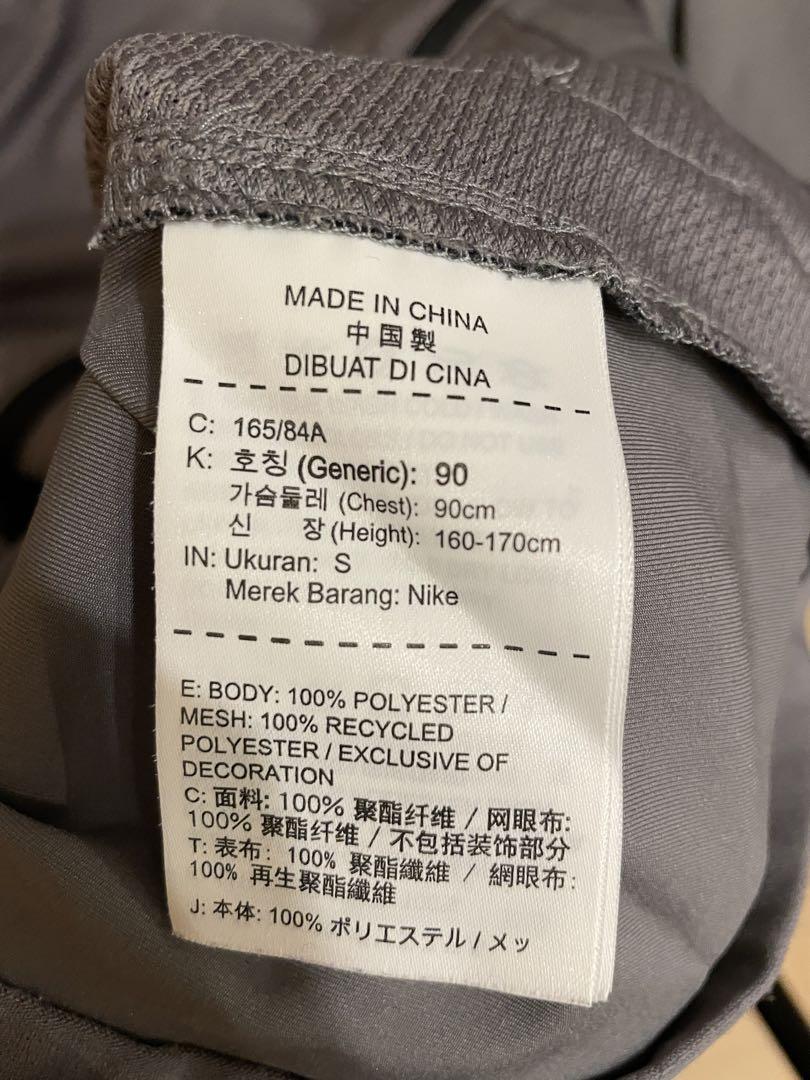 MADE IN CHINA
中国製
DIBUAT DI CINA
C: 165/84A
K: 호칭 (Generic): 90
가슴둘레 (Chest): 90cm
신 장 (Height): 160-170cm
IN: Ukuran: S
Merek Barang: Nike
E: BODY: 100% POLYESTER /
MESH: 100% RECYCLED
POLYESTER / EXCLUSIVE OF
DECORATION
C: 面料: 100% 聚酯纤维 / 网眼布:
100% 聚酯纤维 / 不包括装饰部分
T: 表布: 100% 聚酯纖維 / 網眼布:
100% 再生聚酯纖維
J: 本体: 100% ポリエステル / メッ